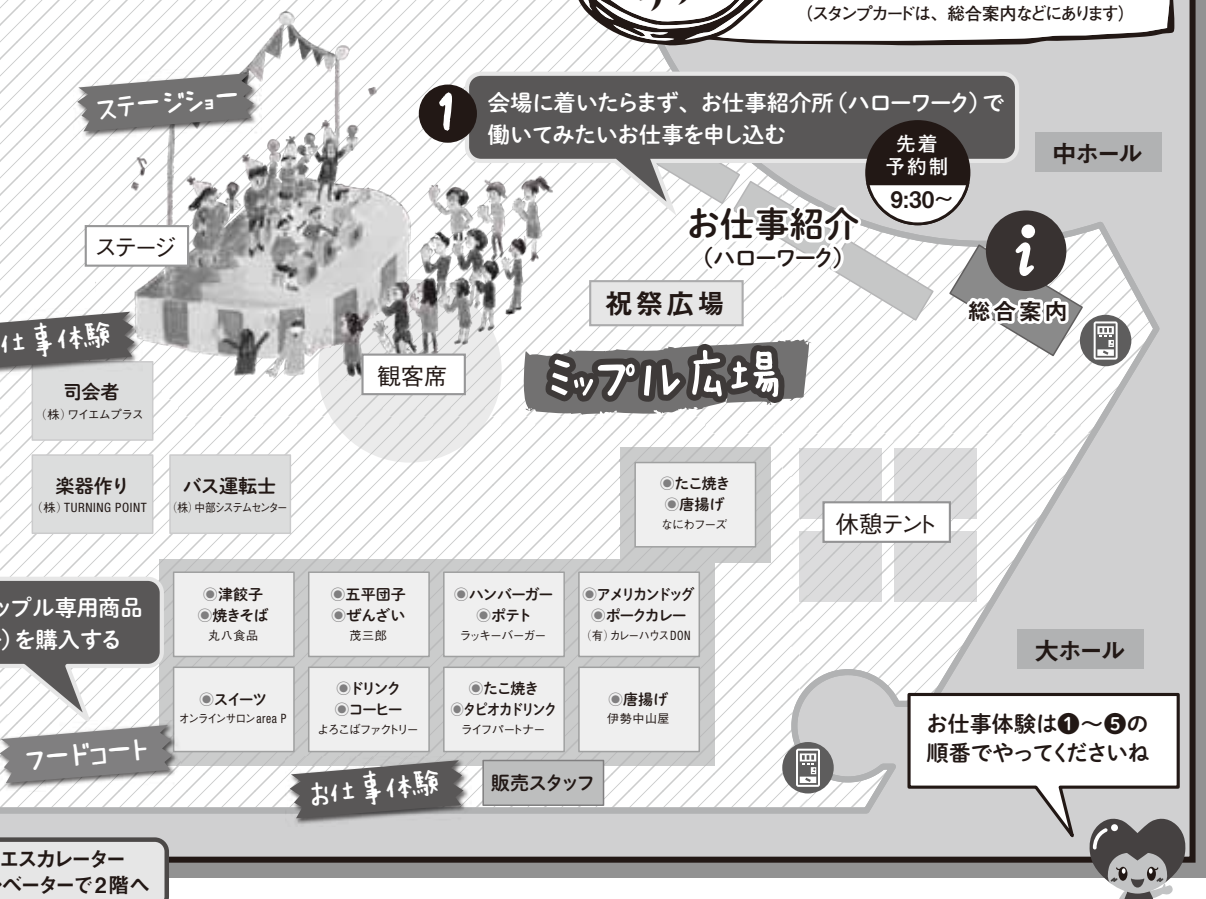 (スタンプカードは、総合案内などにあります)
ステージショー
1
会場に着いたらまず、お仕事紹介所(ハローワーク)で
働いてみたいお仕事を申し込む
先着
予約制
9:30〜
中ホール
お仕事紹介
(ハローワーク)
i
総合案内
ステージ
祝祭広場
観客席
ミップル広場
仕事体験
司会者
(株)ワイエムプラス
楽器作り
(株)TURNING POINT
バス運転士
(株)中部システムセンター
◉たこ焼き
◉唐揚げ
なにわフーズ
休憩テント
ップル専用商品
)を購入する
◉津餃子
◉焼きそば
丸八食品
◉五平団子
◉ぜんざい
茂三郎
◉ハンバーガー
◉ポテト
ラッキーバーガー
◉アメリカンドッグ
◉ポークカレー
(有)カレーハウスDON
◉スイーツ
オンラインサロンarea P
◉ドリンク
◉コーヒー
よろこばファクトリー
◉たこ焼き
◉タピオカドリンク
ライフパートナー
◉唐揚げ
伊勢中山屋
フードコート
お仕事体験
販売スタッフ
大ホール
お仕事体験は❶〜❺の
順番でやってくださいね
エスカレーター
ベーターで2階へ